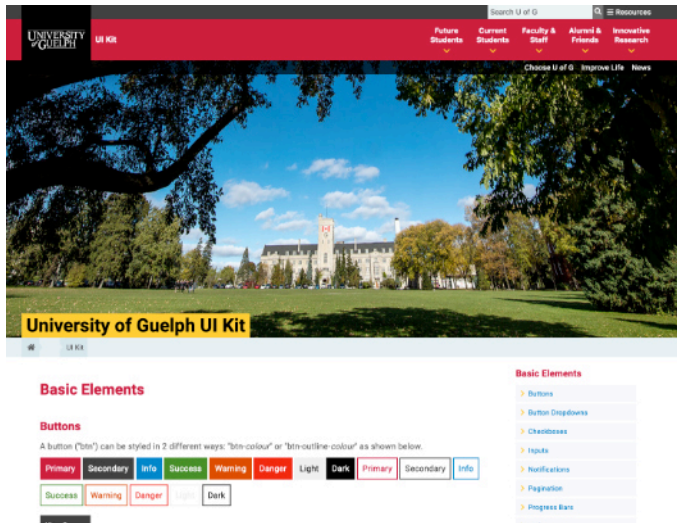 Search U of G
Resources
UNIVERSITY
of GUELPH
UI Kit
Future
Students
Current
Students
Faculty &
Staff
Alumni &
Friends
Innovative
Research
Choose U of G Improve Life News
University of Guelph UI Kit
UI Kit
Basic Elements
Buttons
A button ("btn") can be styled in 2 different ways: "btn-colour" or "btn-outline-colour" as shown below.
Primary Secondary Info Success Warning Danger Light Dark Primary Secondary Info
Success Warning Danger Light Dark
Basic Elements
Buttons
Button Dropdowns
Checkboxes
Inputs
Notifications
Pagination
Progress Bars